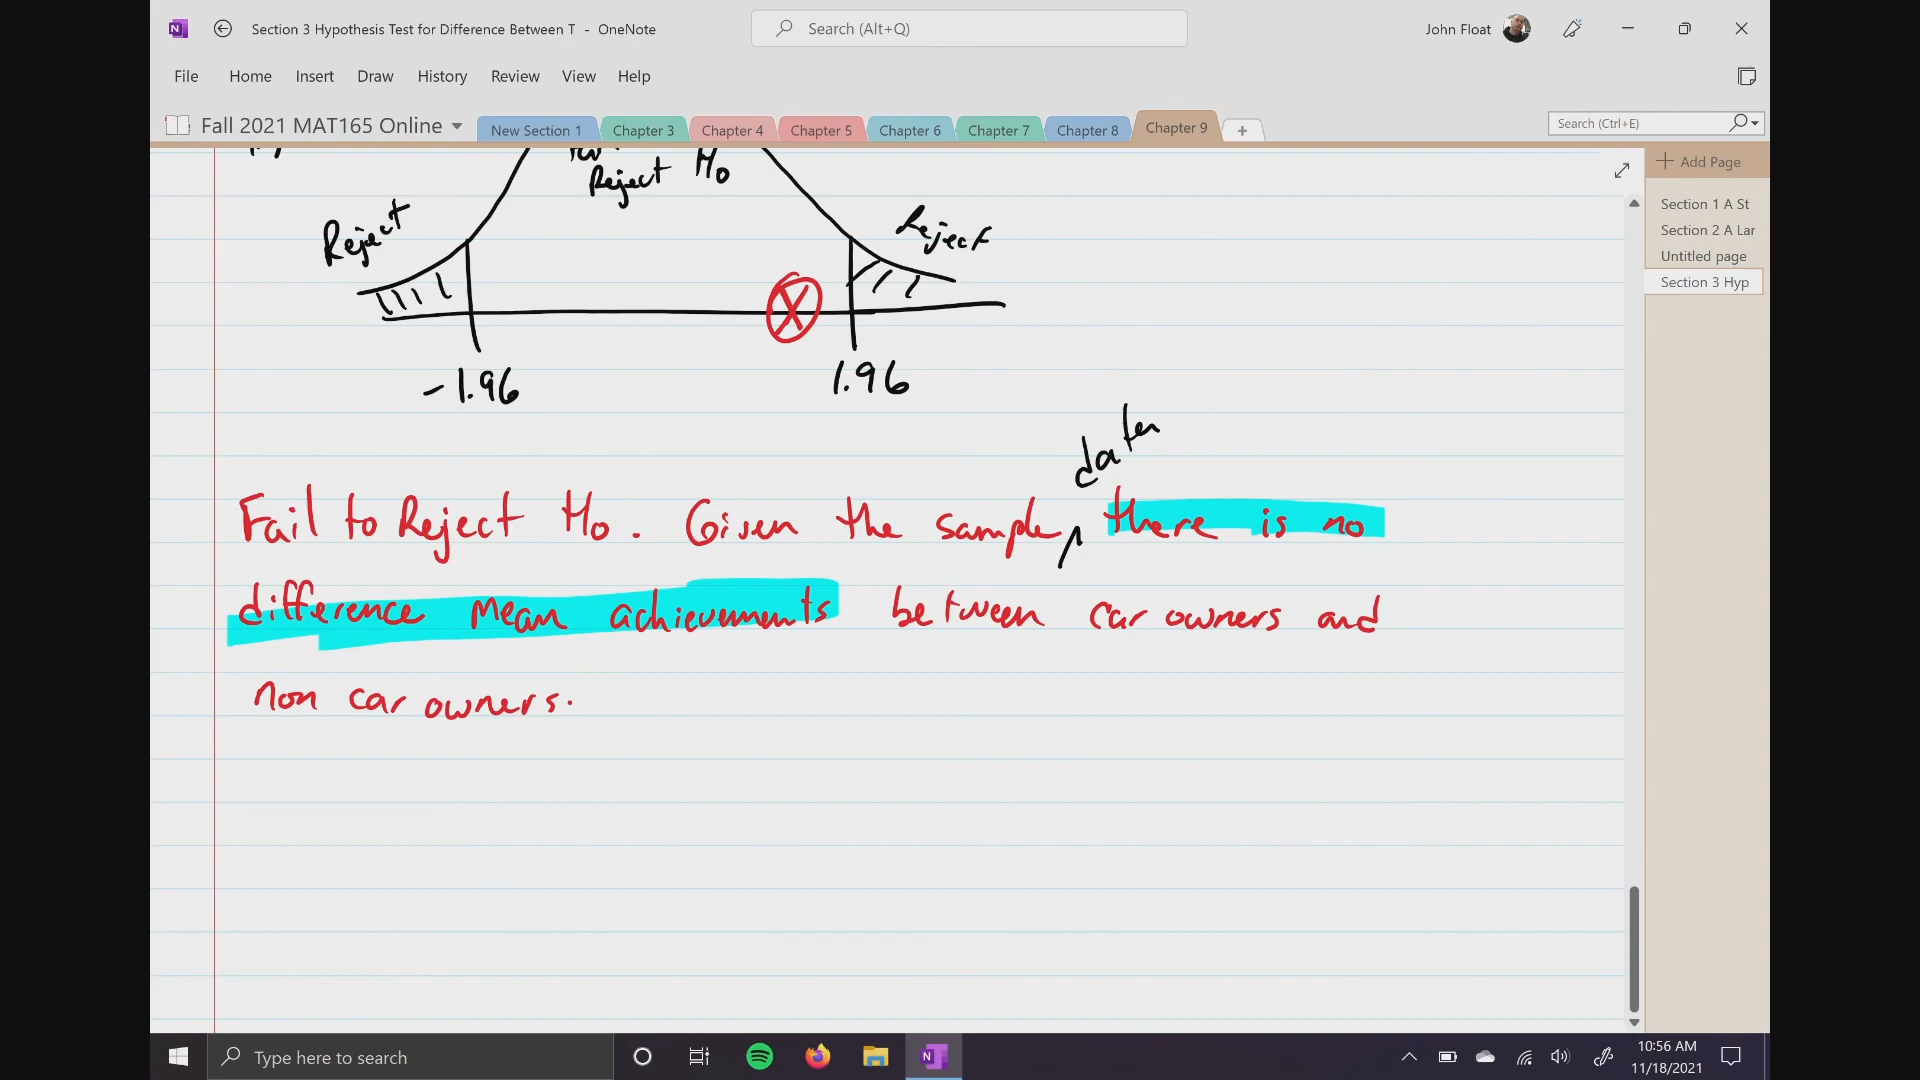 Section 3 Hypothesis Test for Difference Between T - OneNote
Search (Alt+Q)
John Float
File Home Insert Draw History Review View Help
Fall 2021 MAT165 Online
New Section 1 Chapter 3 Chapter 4 Chapter 5 Chapter 6 Chapter 7 Chapter 8 Chapter 9 +
Search (Ctrl+E)
Add Page
Section 1 A St
Section 2 A Lar
Untitled page
Section 3 Hyp
Reject H0
Reject
Reject
X
-1.96
1.96
data
Fail to Reject H0. Given the sample, there is no
difference mean achievements between car owners and
non car owners.
Type here to search
10:56 AM
11/18/2021